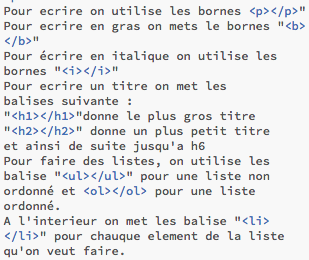 Pour ecrire on utilise les bornes <p></p>"
Pour ecrire en gras on mets le bornes "<b>
</b>"
Pour écrire en italique on utilise les
bornes "<i></i>"
Pour ecrire un titre on met les
balises suivante :
"<h1></h1>"donne le plus gros titre
"<h2></h2>" donne un plus petit titre
et ainsi de suite jusqu'a h6
Pour faire des listes, on utilise les
balise "<ul></ul>" pour une liste non
ordonné et <ol></ol> pour une liste
ordonné.
A l'interieur on met les balise "<li>
</li>" pour chauque element de la liste
qu'on veut faire.